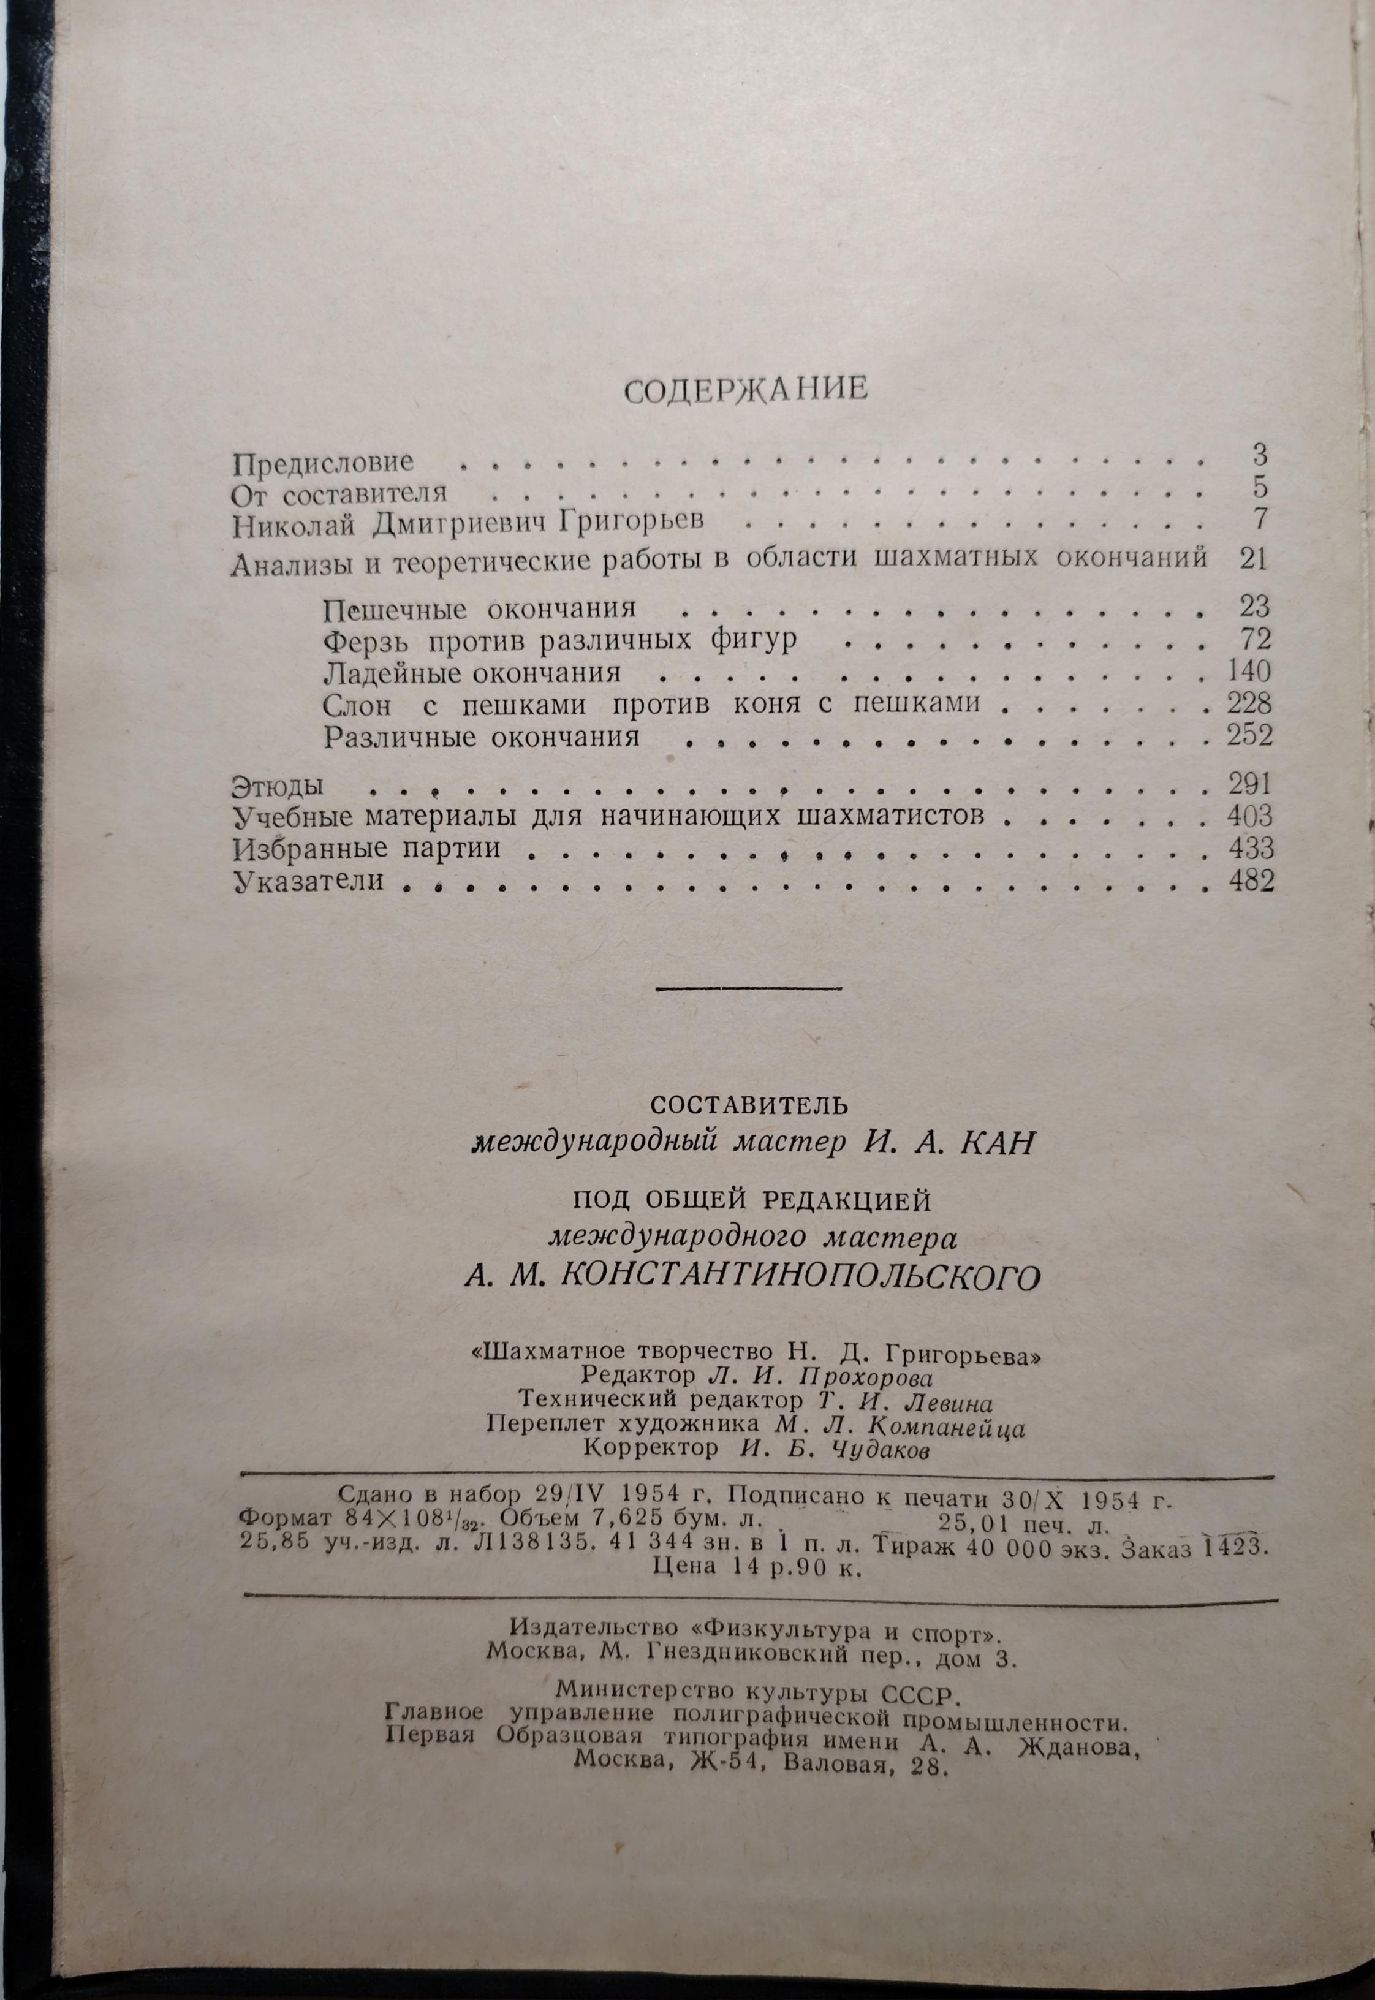 СОДЕРЖАНИЕ
Предисловие . . . . . . . . . . . . . . . . . . . . . . . . 3
От составителя . . . . . . . . . . . . . . . . . . . . . . . 5
Николай Дмитриевич Григорьев . . . . . . . . . . . . . . . 7
Анализы и теоретические работы в области шахматных окончаний 21
Пешечные окончания . . . . . . . . . . . . . . . . . 23
Ферзь против различных фигур . . . . . . . . . . . . 72
Ладейные окончания . . . . . . . . . . . . . . . . . 140
Слон с пешками против коня с пешками . . . . . . . 228
Различные окончания . . . . . . . . . . . . . . . . . 252
Этюды . . . . . . . . . . . . . . . . . . . . . . . . . . . 291
Учебные материалы для начинающих шахматистов . . . . . . . 403
Избранные партии . . . . . . . . . . . . . . . . . . . . . . 433
Указатели . . . . . . . . . . . . . . . . . . . . . . . . . . 482
СОСТАВИТЕЛЬ
международный мастер И. А. КАН
ПОД ОБЩЕЙ РЕДАКЦИЕЙ
международного мастера
А. М. КОНСТАНТИНОПОЛЬСКОГО
«Шахматное творчество Н. Д. Григорьева»
Редактор Л. И. Прохорова
Технический редактор Т. И. Левина
Переплет художника М. Л. Компанейца
Корректор И. Б. Чудаков
Сдано в набор 29/IV 1954 г. Подписано к печати 30/X 1954 г.
Формат 84×108¹/₃₂. Объем 7,625 бум. л. 25,01 печ. л.
25,85 уч.-изд. л. Л138135. 41 344 зн. в 1 п. л. Тираж 40 000 экз. Заказ 1423.
Цена 14 р.90 к.
Издательство «Физкультура и спорт».
Москва, М. Гнездниковский пер., дом 3.
Министерство культуры СССР.
Главное управление полиграфической промышленности.
Первая Образцовая типография имени А. А. Жданова,
Москва, Ж-54, Валовая, 28.